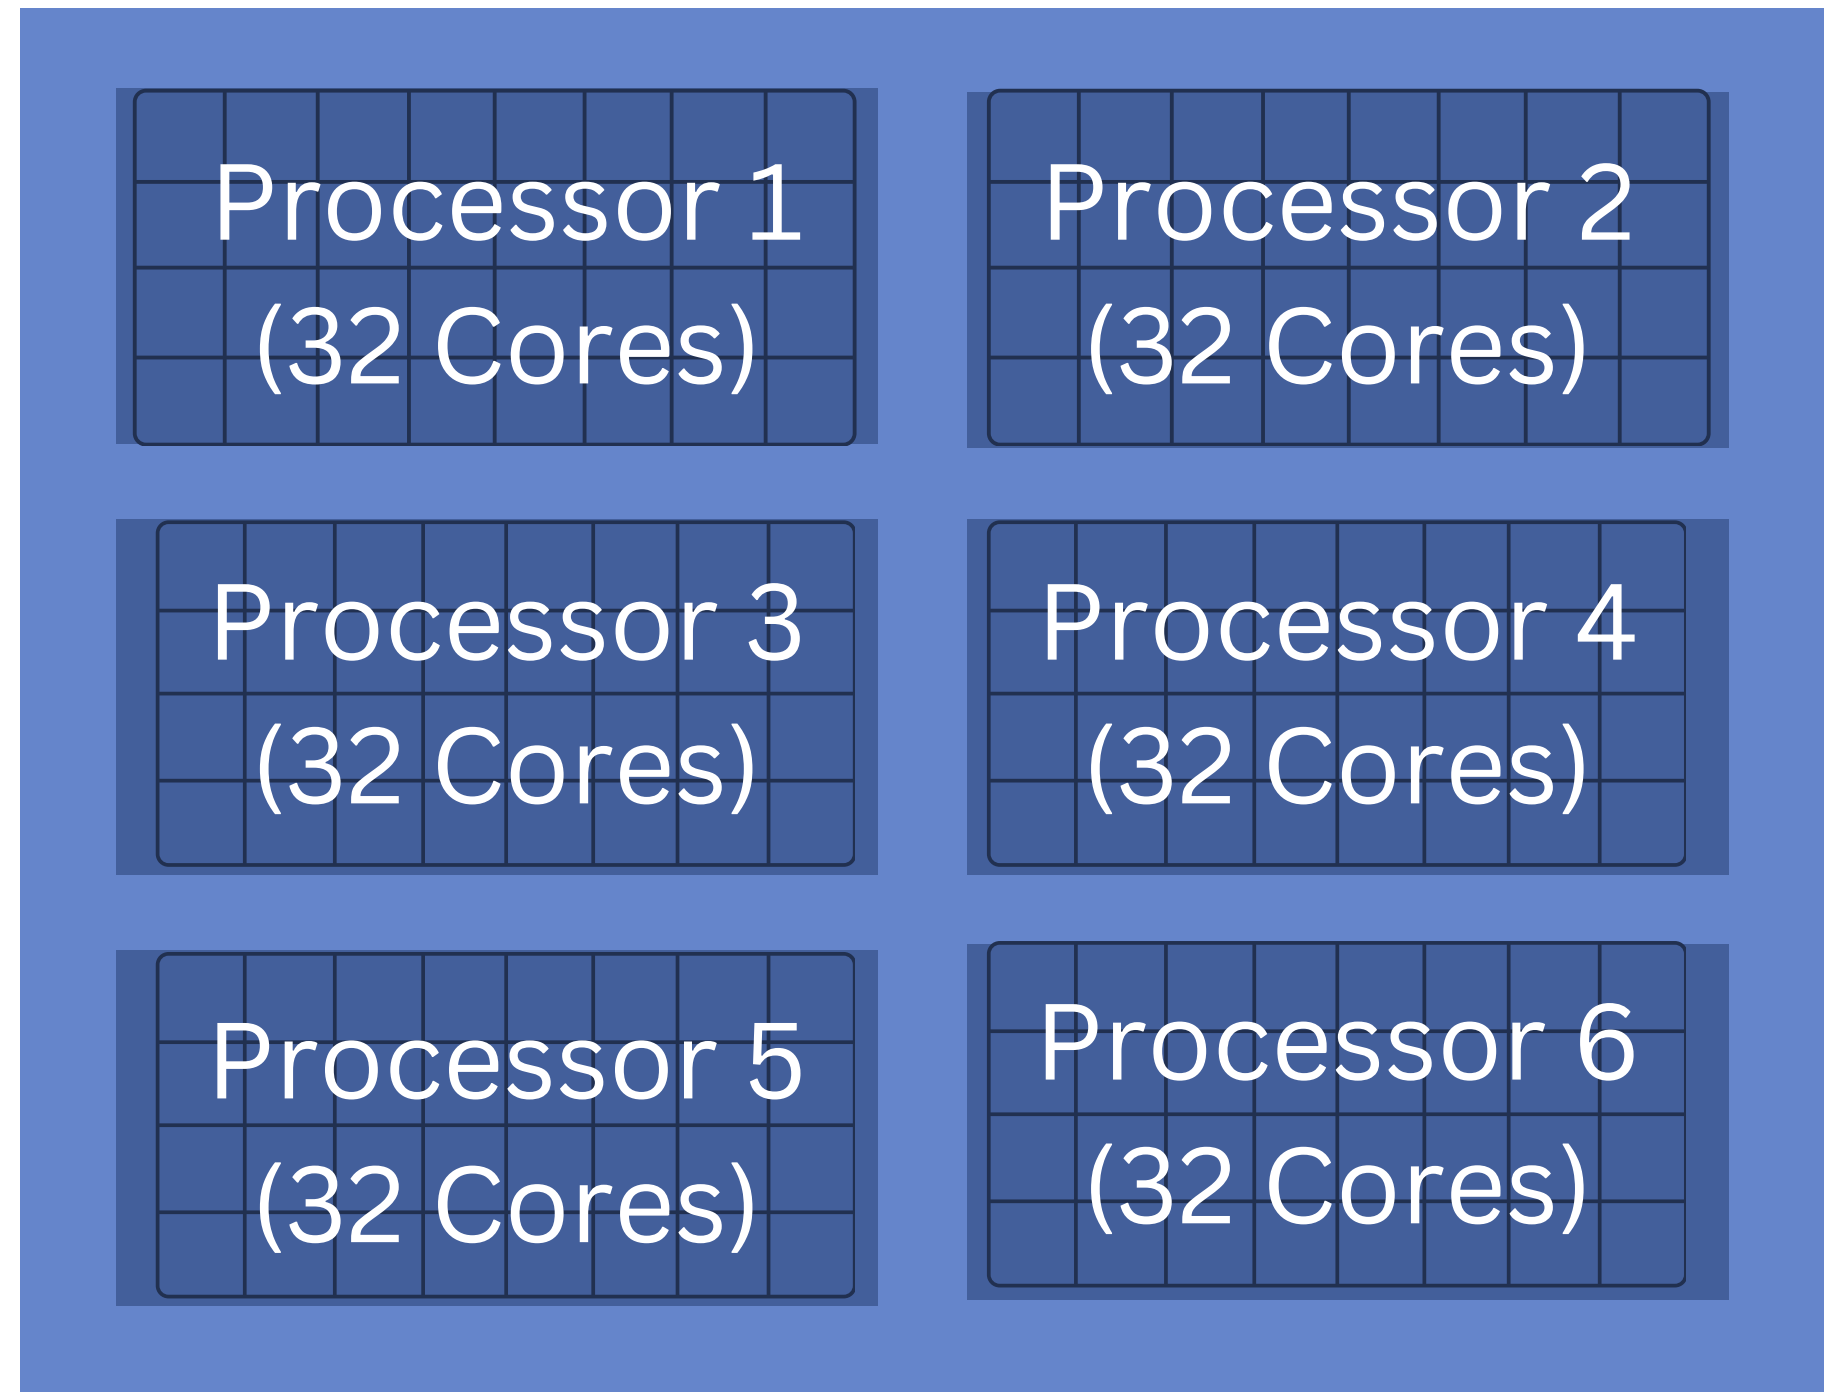 Processor 1
(32 Cores)
Processor 2
(32 Cores)
Processor 3
(32 Cores)
Processor 4
(32 Cores)
Processor 5
(32 Cores)
Processor 6
(32 Cores)